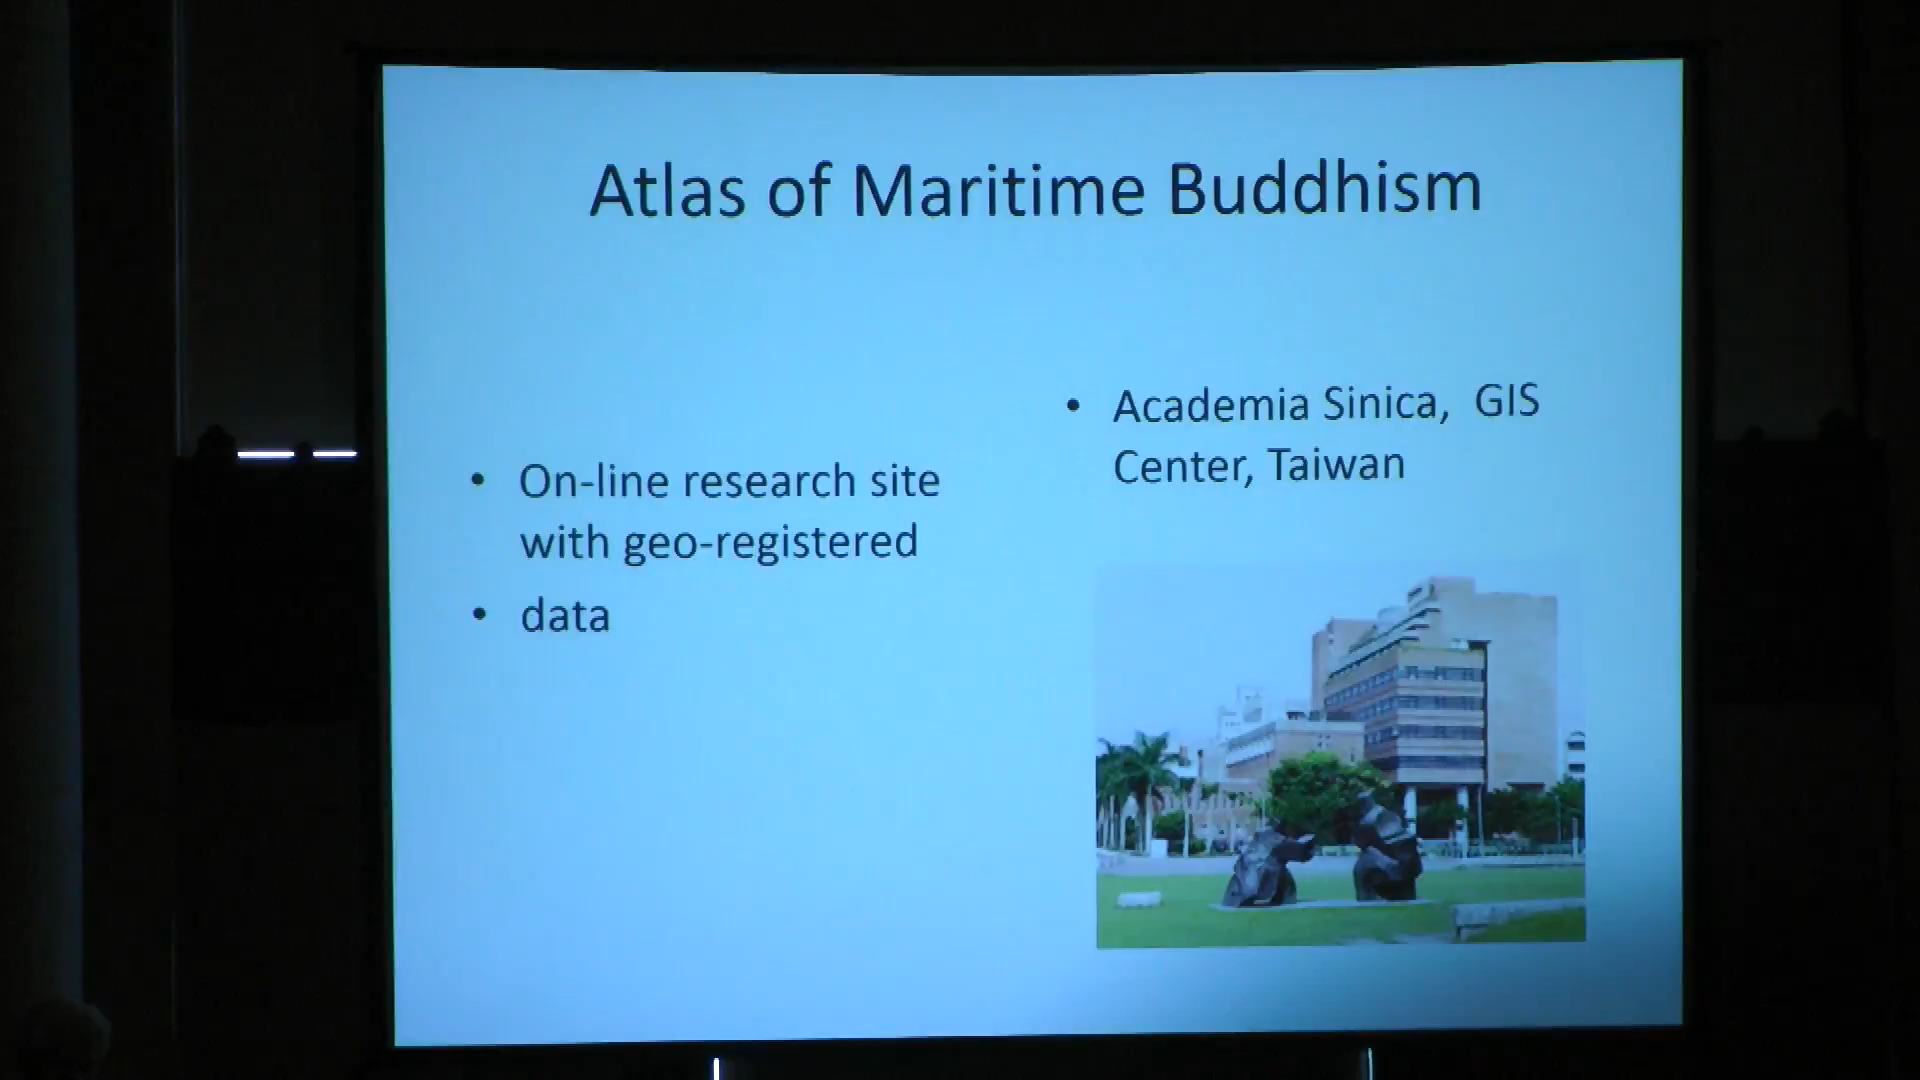 Atlas of Maritime Buddhism
• On-line research site
with geo-registered
• data
• Academia Sinica, GIS
Center, Taiwan